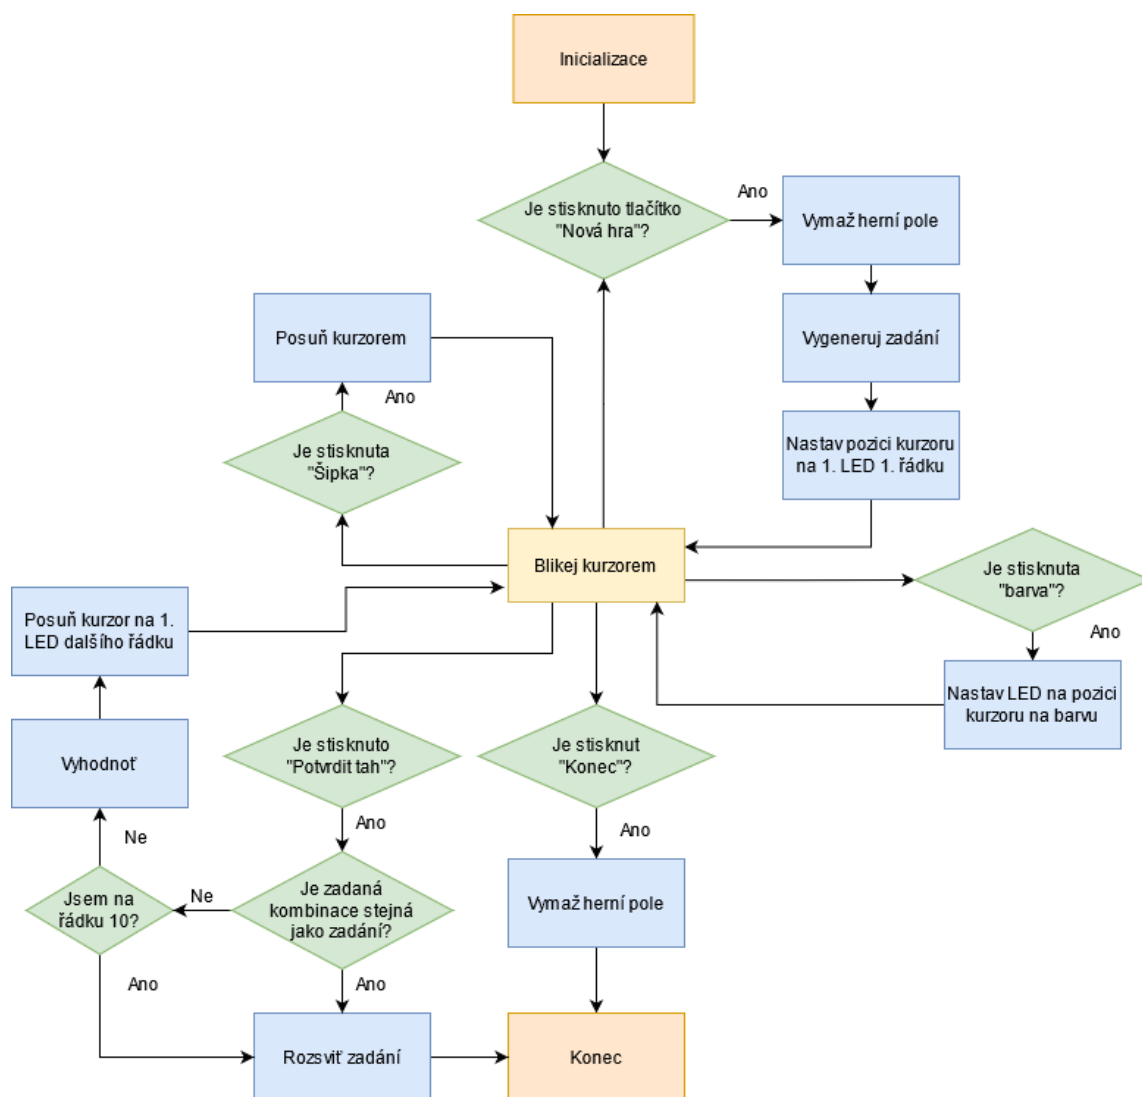 Inicializace
Je stisknuto tlačítko
"Nová hra"?
Ano
Vymaž herní pole
Vygeneruj zadání
Nastav pozici kurzoru
na 1. LED 1. řádku
Posuň kurzorem
Ano
Je stisknuta
"Šipka"?
Blikej kurzorem
Je stisknuta
"barva"?
Ano
Nastav LED na pozici
kurzoru na barvu
Posuň kurzor na 1.
LED dalšího řádku
Vyhodnoť
Ne
Jsem na
řádku 10?
Ano
Je stisknuto
"Potvrdit tah"?
Ano
Je zadaná
kombinace stejná
jako zadání?
Ne
Ano
Rozsviť zadání
Je stisknut
"Konec"?
Ano
Vymaž herní pole
Konec